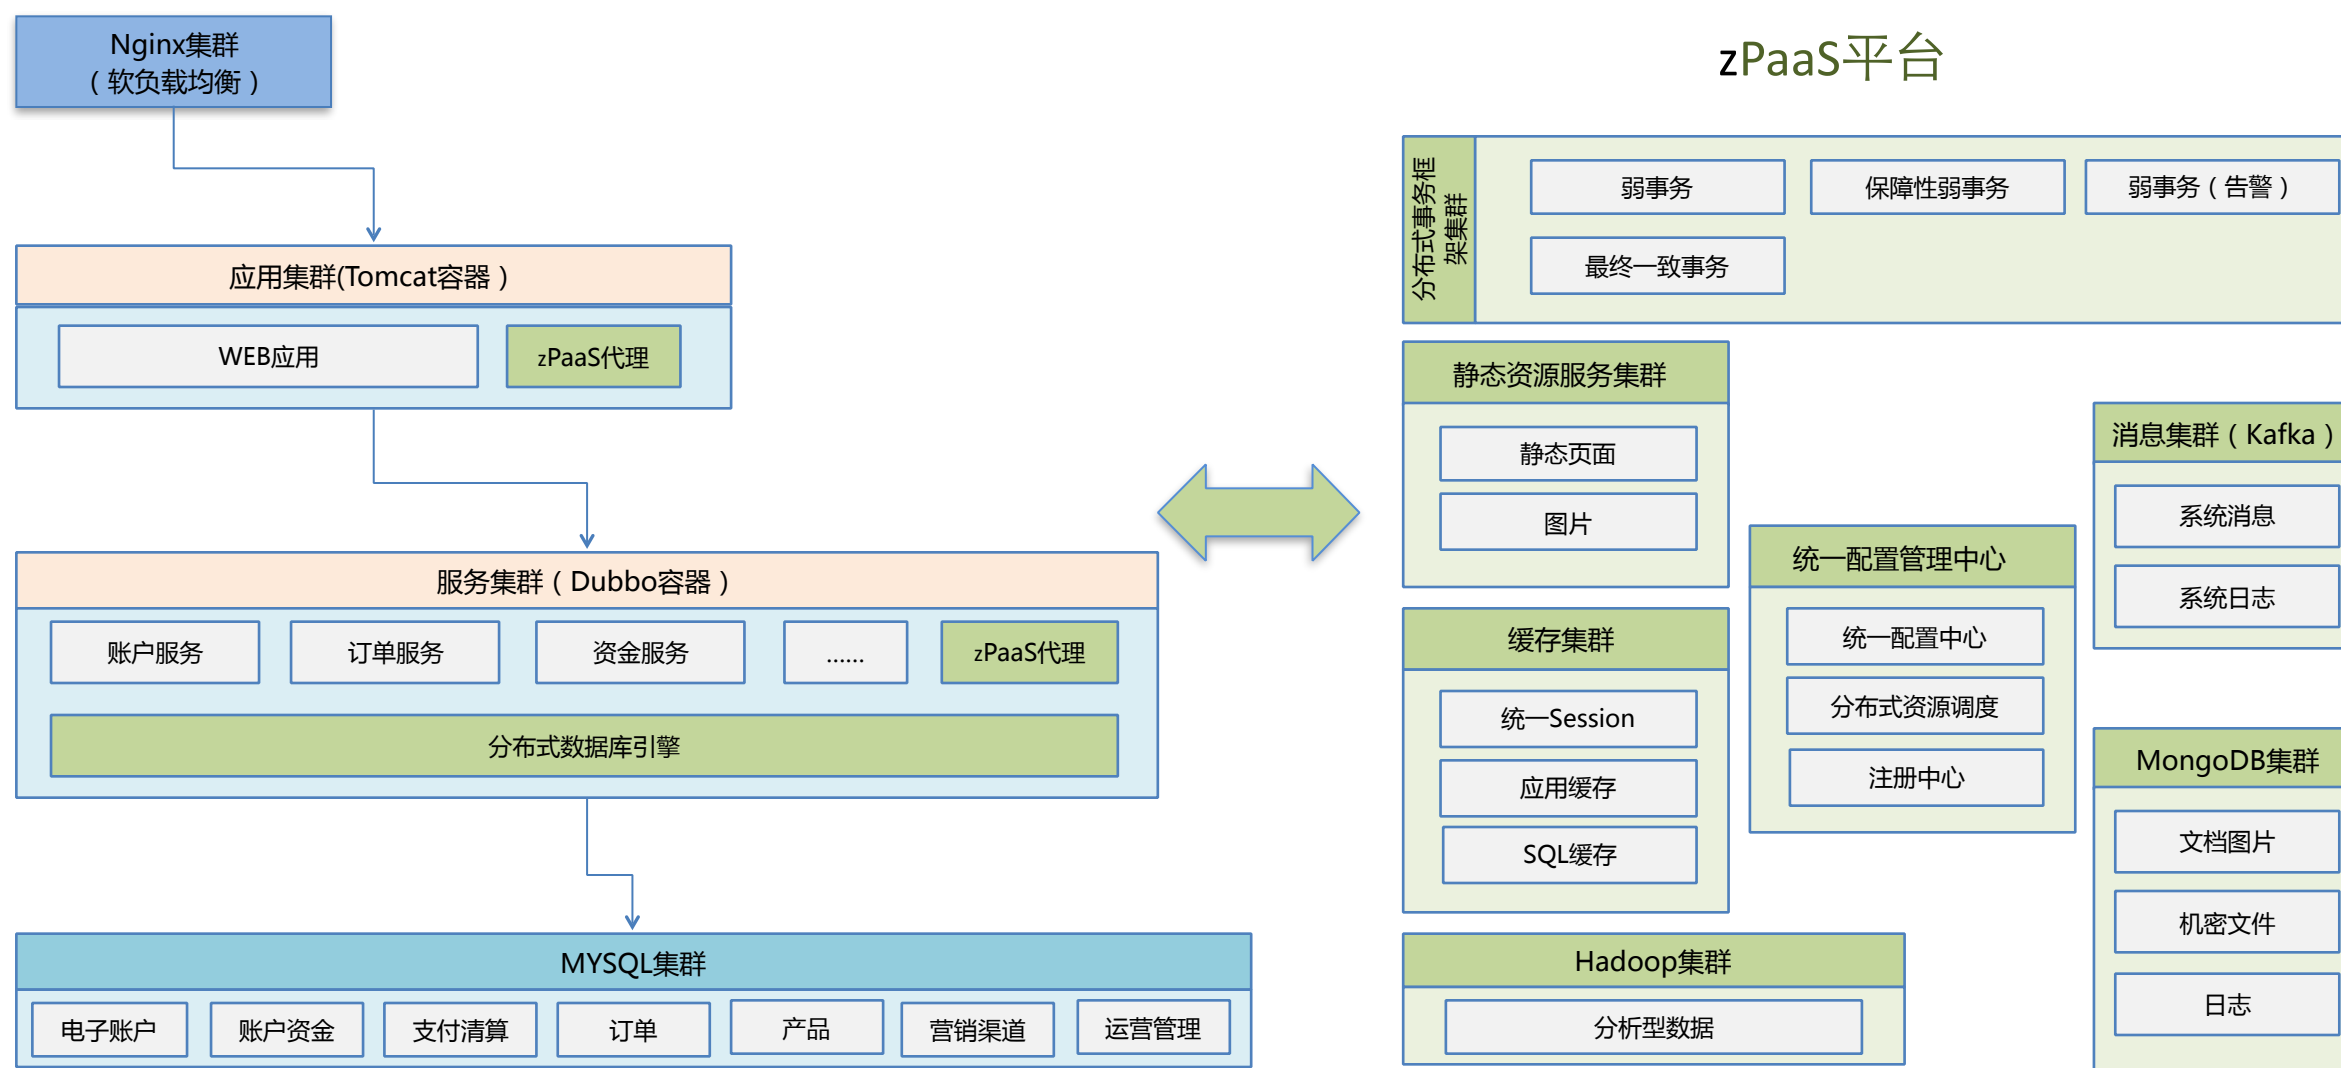 Nginx集群
（软负载均衡）
应用集群(Tomcat容器）
WEB应用
zPaaS代理
服务集群（Dubbo容器）
账户服务
订单服务
资金服务
......
zPaaS代理
分布式数据库引擎
MYSQL集群
电子账户
账户资金
支付清算
订单
产品
营销渠道
运营管理
zPaaS平台
分布式事务框
架集群
弱事务
保障性弱事务
弱事务（告警）
最终一致事务
静态资源服务集群
静态页面
图片
缓存集群
统一Session
应用缓存
SQL缓存
统一配置管理中心
统一配置中心
分布式资源调度
注册中心
消息集群（Kafka）
系统消息
系统日志
MongoDB集群
文档图片
机密文件
日志
Hadoop集群
分析型数据